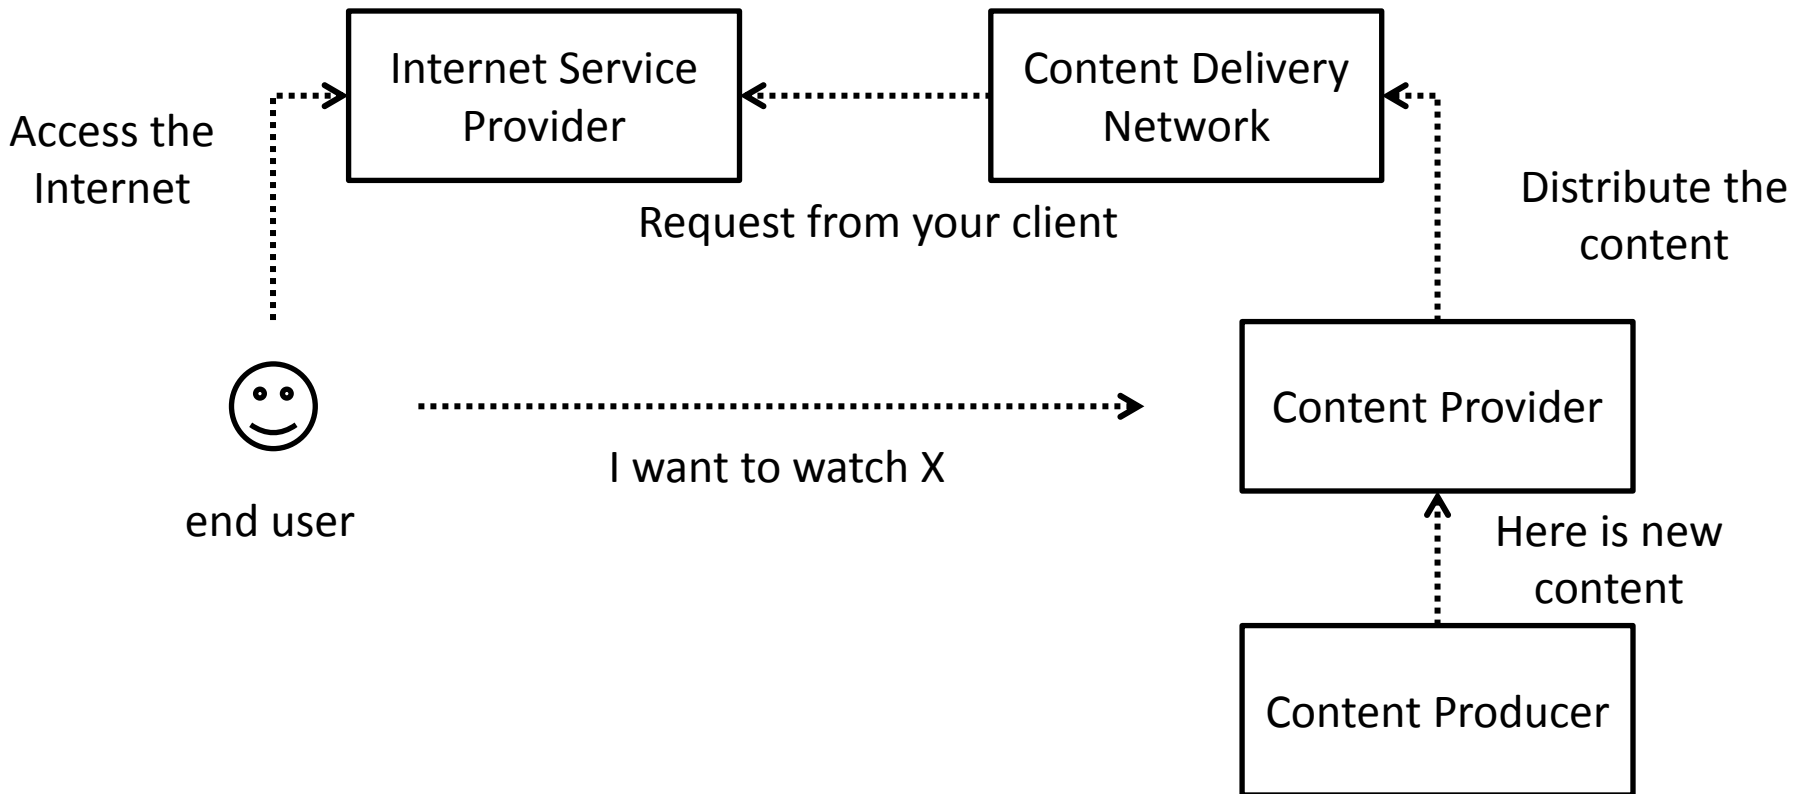 Internet Service
Provider
Content Delivery
Network
Access the
Internet
Request from your client
Distribute the
content
Content Provider
I want to watch X
end user
Here is new
content
Content Producer